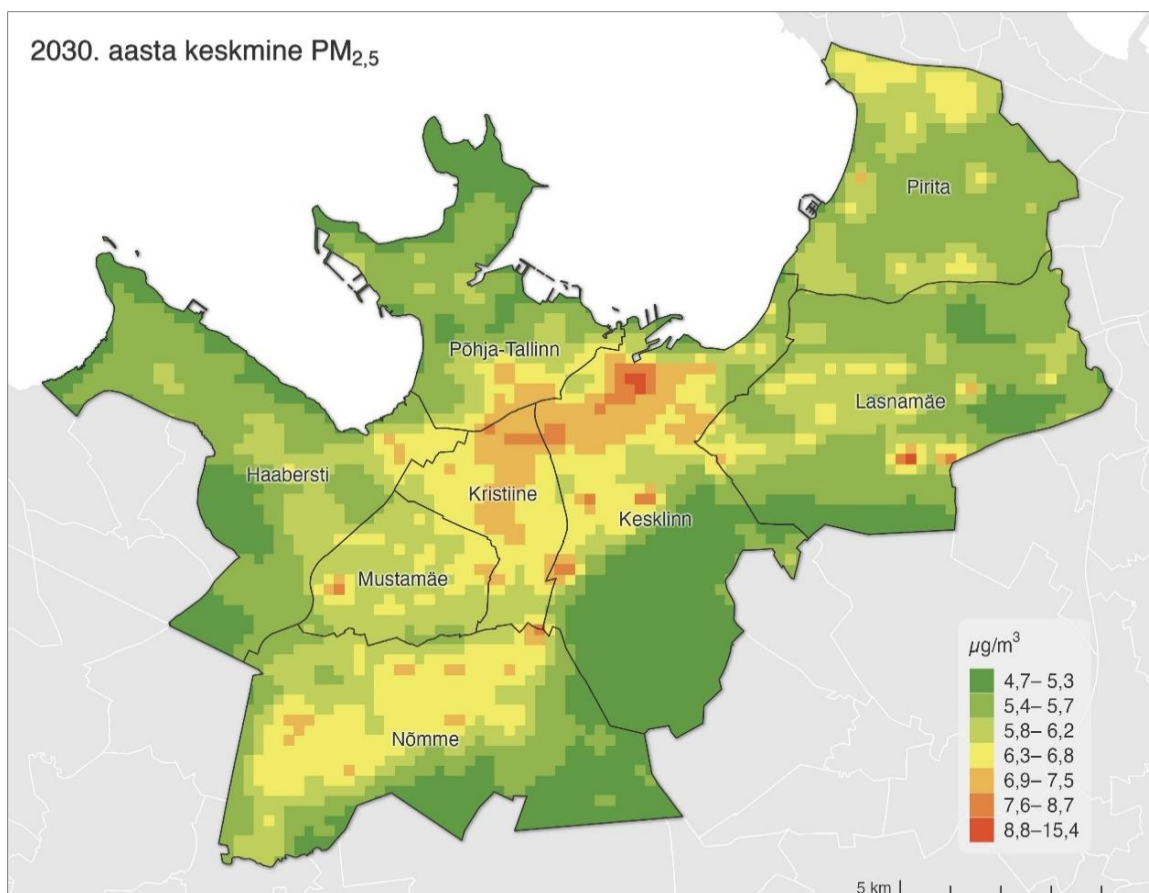 2030. aasta keskmine PM2,5
Pirita
Põhja-Tallinn
Lasnamäe
Haabersti
Kristiine
Kesklinn
Mustamäe
Nõmme
µg/m³
4,7– 5,3
5,4– 5,7
5,8– 6,2
6,3– 6,8
6,9– 7,5
7,6– 8,7
8,8–15,4
5 km